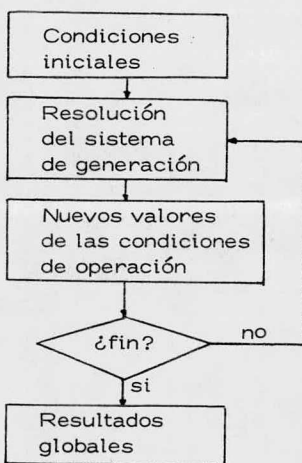 Condiciones
iniciales
Resolución
del sistema
de generación
Nuevos valores
de las condiciones
de operación
¿fin?
no
si
Resultados
globales